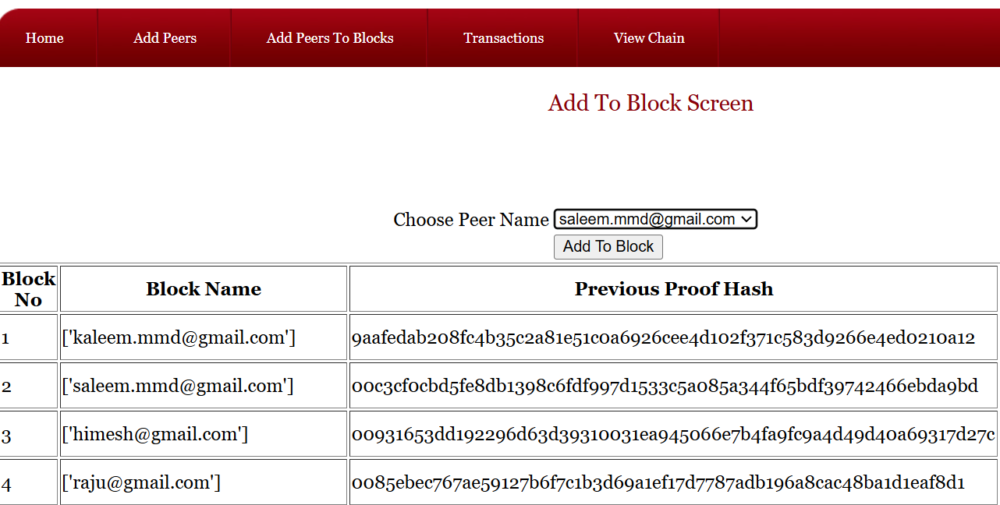 Home Add Peers Add Peers To Blocks Transactions View Chain
Add To Block Screen
Choose Peer Name saleem.mmd@gmail.com
Add To Block
Block No Block Name Previous Proof Hash
1 ['kaleem.mmd@gmail.com'] 9aafedab208fc4b35c2a81e51c0a6926cee4d102f371c583d9266e4ed0210a12
2 ['saleem.mmd@gmail.com'] 00c3cf0cbd5fe8db1398c6fdf997d1533c5a085a344f65bdf39742466ebda9bd
3 ['himesh@gmail.com'] 00931653dd192296d63d39310031ea945066e7b4fa9fc9a4d49d40a69317d27c
4 ['raju@gmail.com'] 0085ebec767ae59127b6f7c1b3d69a1ef17d7787adb196a8cac48ba1d1eaf8d1